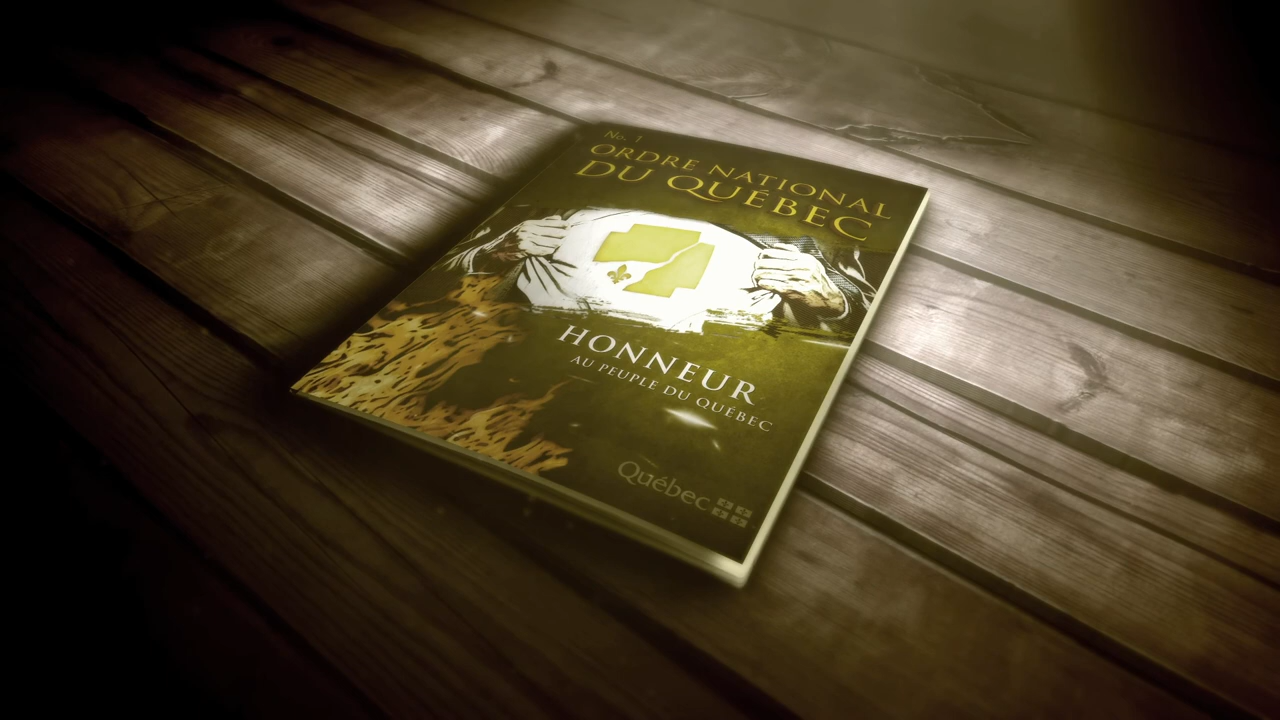 No. 1
ORDRE NATIONAL
DU QUÉBEC
HONNEUR
AU PEUPLE DU QUÉBEC
Québec